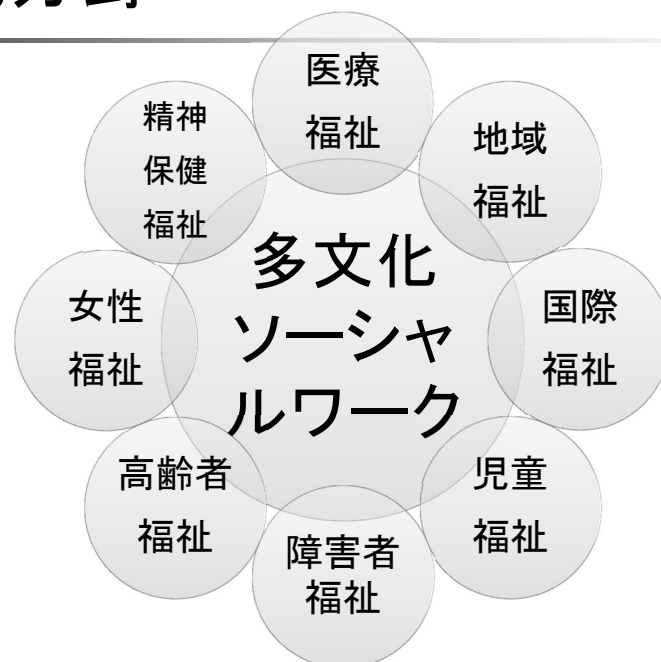 医療
福祉
地域
福祉
国際
福祉
児童
福祉
障害者
福祉
高齢者
福祉
女性
福祉
精神
保健
福祉
多文化
ソーシャ
ルワーク